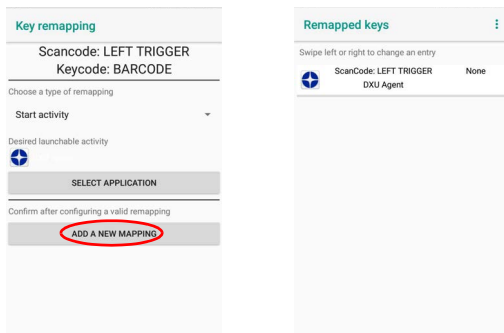 Key remapping
Scancode: LEFT TRIGGER
Keycode: BARCODE
Choose a type of remapping
Start activity
Desired launchable activity
SELECT APPLICATION
Confirm after configuring a valid remapping
ADD A NEW MAPPING
Remapped keys
Swipe left or right to change an entry
ScanCode: LEFT TRIGGER None
DXU Agent